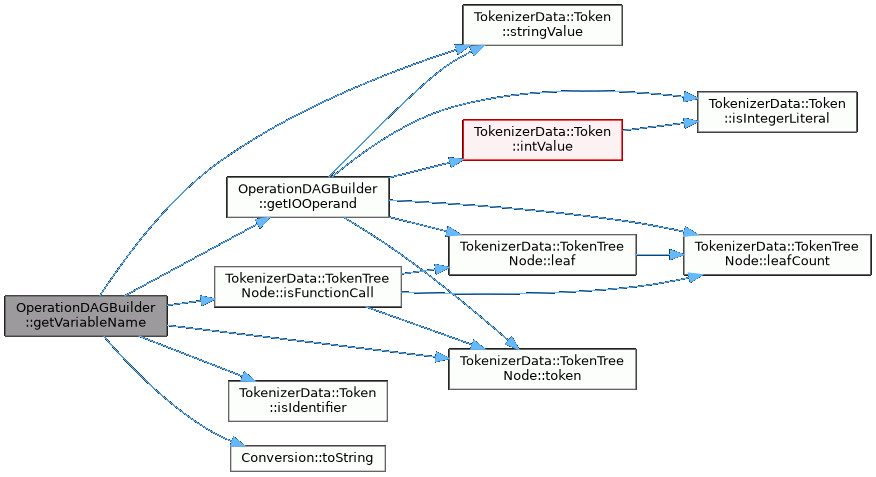 TokenizerData::Token
::stringValue
TokenizerData::Token
::isIntegerLiteral
TokenizerData::Token
::intValue
OperationDAGBuilder
::getIOOperand
TokenizerData::TokenTree
Node::leaf
TokenizerData::TokenTree
Node::leafCount
TokenizerData::TokenTree
Node::isFunctionCall
OperationDAGBuilder
::getVariableName
TokenizerData::TokenTree
Node::token
TokenizerData::Token
::isIdentifier
Conversion::toString